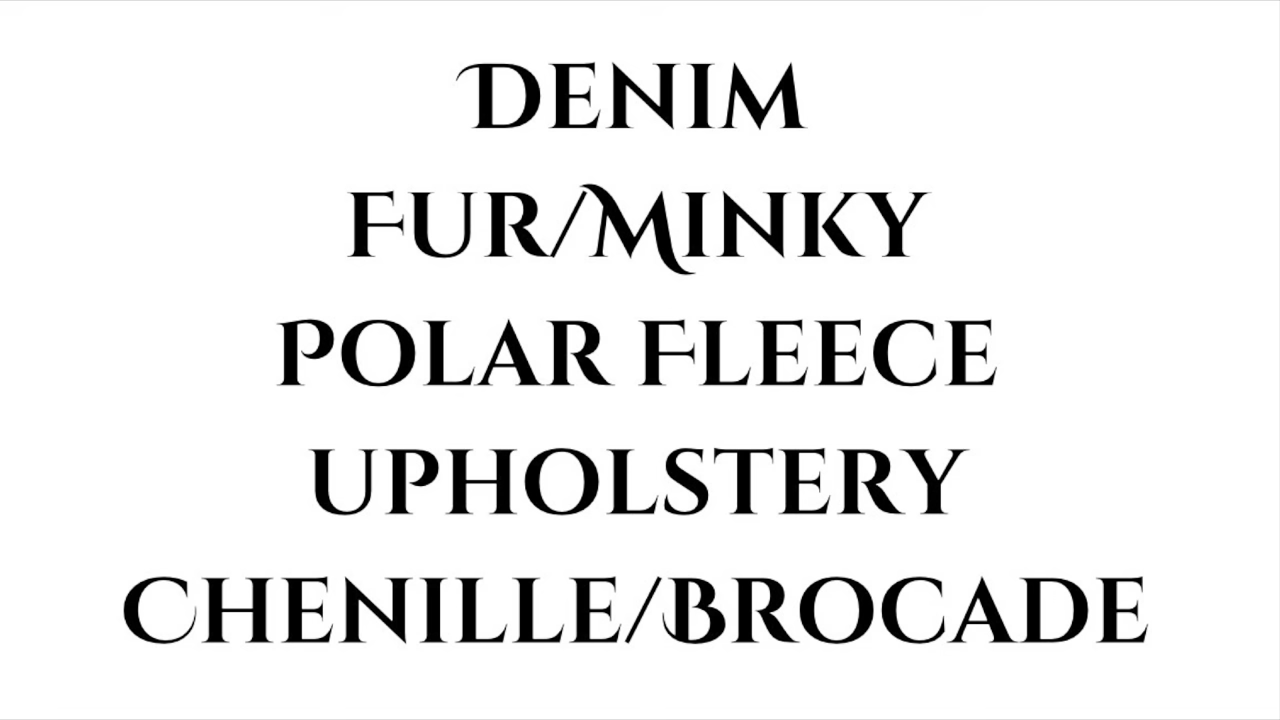 Denim
Fur/Minky
Polar Fleece
Upholstery
Chenille/Brocade